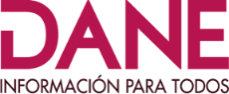 DANE
INFORMACIÓN PARA TODOS